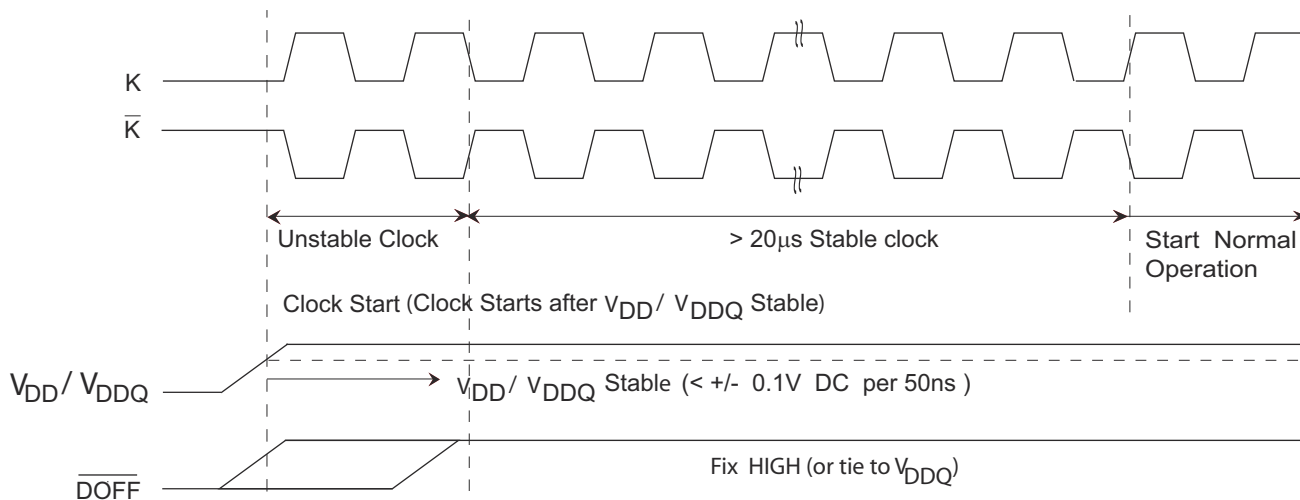 K
K̅
Unstable Clock
> 20μs Stable clock
Start Normal
Operation
Clock Start (Clock Starts after VDD / VDDQ Stable)
VDD / VDDQ
VDD / VDDQ Stable (< +/- 0.1V DC per 50ns )
Fix HIGH (or tie to VDDQ)
D̅O̅F̅F̅